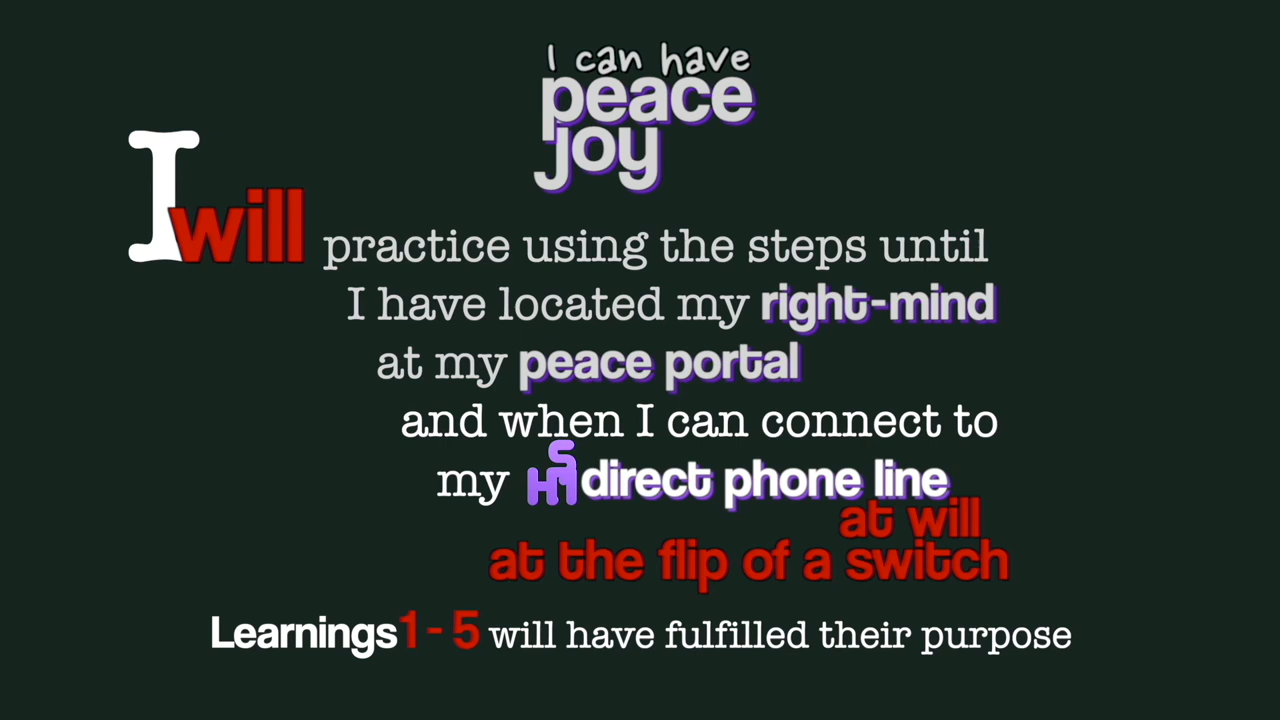 I can have
peace
joy
I will practice using the steps until
I have located my right-mind
at my peace portal
and when I can connect to
my HS direct phone line
at will
at the flip of a switch
Learnings 1 - 5 will have fulfilled their purpose